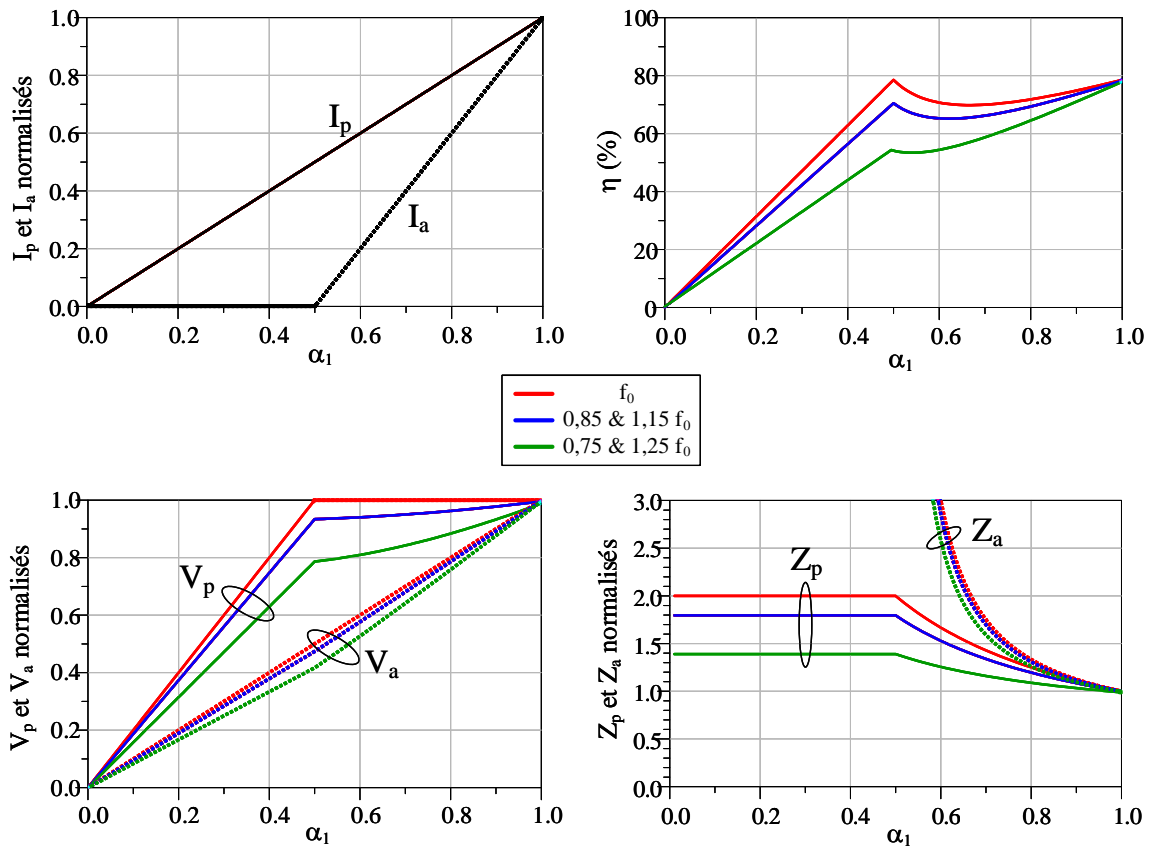 1.0
0.8
0.6
0.4
0.2
0.0
0.0 0.2 0.4 0.6 0.8 1.0
α₁
Iₚ et Iₐ normalisés
Iₚ
Iₐ
100
80
60
40
20
0
0.0 0.2 0.4 0.6 0.8 1.0
α₁
η (%)
f₀
0,85 & 1,15 f₀
0,75 & 1,25 f₀
1.0
0.8
0.6
0.4
0.2
0.0
0.0 0.2 0.4 0.6 0.8 1.0
α₁
Vₚ et Vₐ normalisés
Vₚ
Vₐ
3.0
2.5
2.0
1.5
1.0
0.5
0.0
0.0 0.2 0.4 0.6 0.8 1.0
α₁
Zₚ et Zₐ normalisés
Zₚ
Zₐ